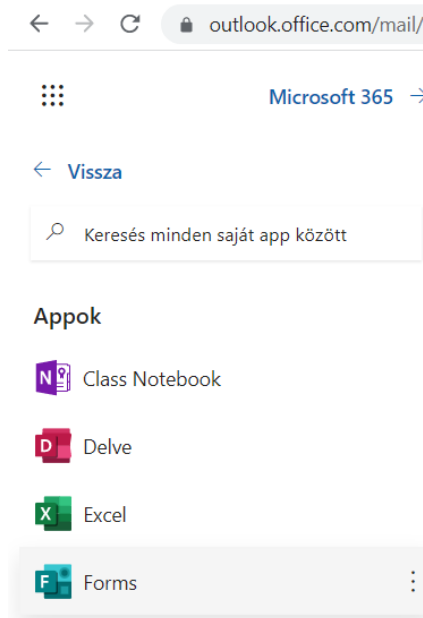 outlook.office.com/mail/
Microsoft 365
Vissza
Keresés minden saját app között
Appok
N Class Notebook
D Delve
X Excel
F Forms